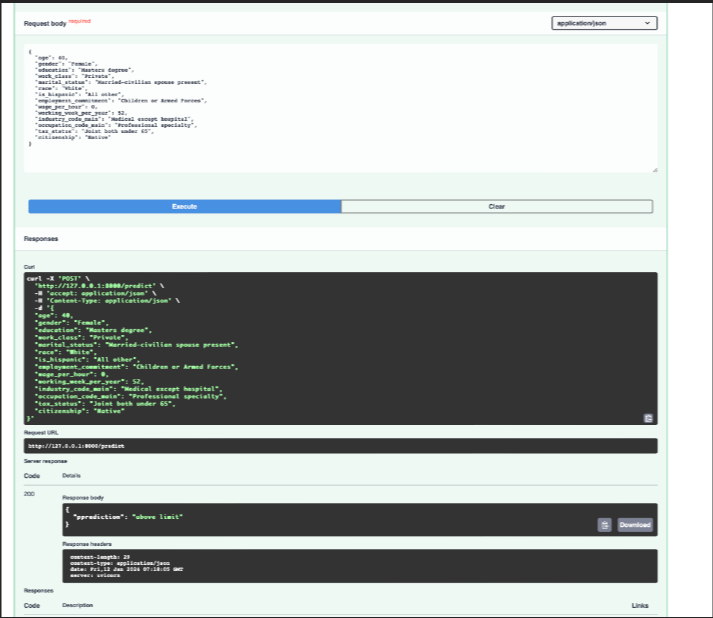 Request body required
application/json
{
"age": 40,
"gender": "Female",
"education": "Masters degree",
"work_class": "Private",
"marital_status": "Married-civilian spouse present",
"race": "White",
"is_hispanic": "All other",
"employment_commitment": "Children or Armed Forces",
"wage_per_hour": 0,
"working_week_per_year": 52,
"industry_code_main": "Medical except hospital",
"occupation_code_main": "Professional specialty",
"tax_status": "Joint both under 65",
"citizenship": "Native"
}
Execute
Clear
Responses
Curl
curl -X 'POST' \
'http://127.0.0.1:8000/predict' \
-H 'accept: application/json' \
-H 'Content-Type: application/json' \
-d '{
"age": 40,
"gender": "Female",
"education": "Masters degree",
"work_class": "Private",
"marital_status": "Married-civilian spouse present",
"race": "White",
"is_hispanic": "All other",
"employment_commitment": "Children or Armed Forces",
"wage_per_hour": 0,
"working_week_per_year": 52,
"industry_code_main": "Medical except hospital",
"occupation_code_main": "Professional specialty",
"tax_status": "Joint both under 65",
"citizenship": "Native"
}'
Request URL
http://127.0.0.1:8000/predict
Server response
Code Details
200
Response body
{
"pprediction": "above limit"
}
Download
Response headers
content-length: 29
content-type: application/json
date: Fri,12 Jan 2024 07:18:05 GMT
server: uvicorn
Responses
Code Description Links